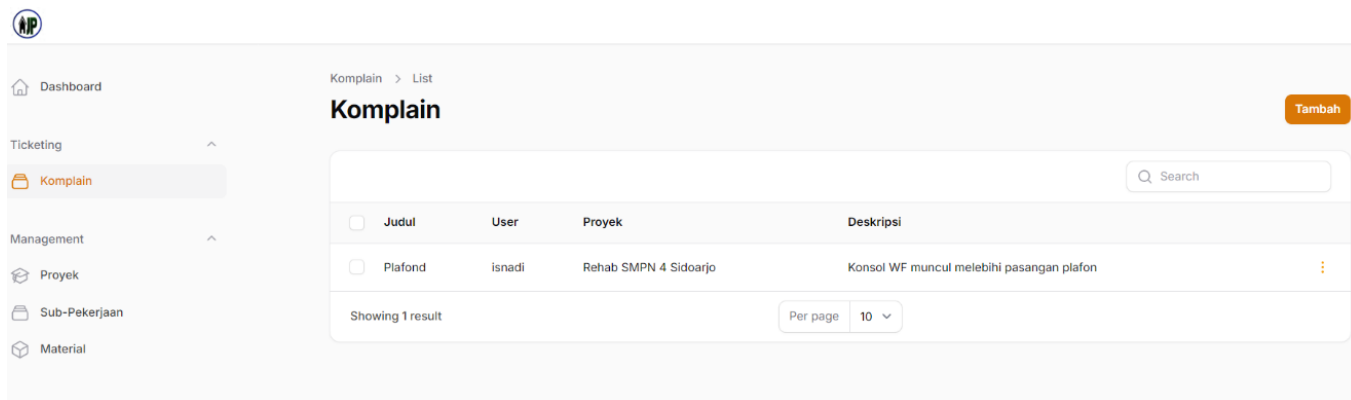 AJP
Dashboard
Ticketing
Komplain
Management
Proyek
Sub-Pekerjaan
Material
Komplain > List
Komplain
Tambah
Search
Judul User Proyek Deskripsi
Plafond isnadi Rehab SMPN 4 Sidoarjo Konsol WF muncul melebihi pasangan plafon
Showing 1 result
Per page 10